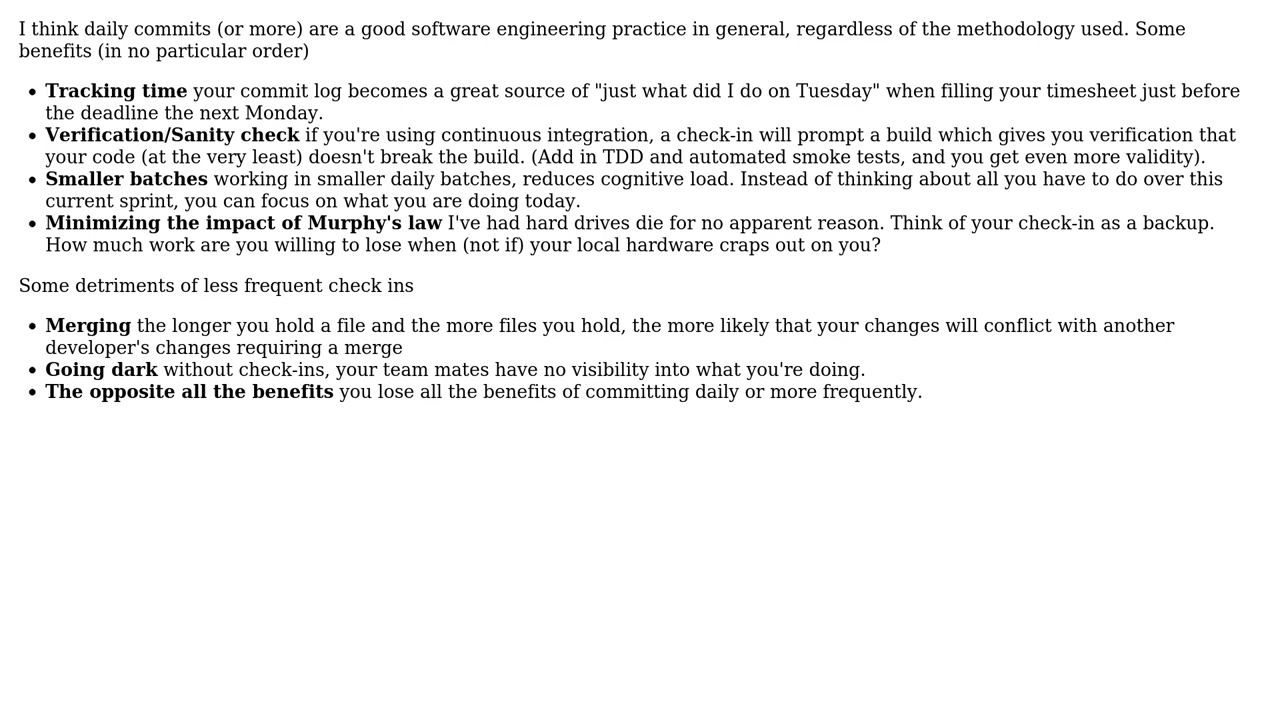 I think daily commits (or more) are a good software engineering practice in general, regardless of the methodology used. Some
benefits (in no particular order)
• Tracking time your commit log becomes a great source of "just what did I do on Tuesday" when filling your timesheet just before
the deadline the next Monday.
• Verification/Sanity check if you're using continuous integration, a check-in will prompt a build which gives you verification that
your code (at the very least) doesn't break the build. (Add in TDD and automated smoke tests, and you get even more validity).
• Smaller batches working in smaller daily batches, reduces cognitive load. Instead of thinking about all you have to do over this
current sprint, you can focus on what you are doing today.
• Minimizing the impact of Murphy's law I've had hard drives die for no apparent reason. Think of your check-in as a backup.
How much work are you willing to lose when (not if) your local hardware craps out on you?
Some detriments of less frequent check ins
• Merging the longer you hold a file and the more files you hold, the more likely that your changes will conflict with another
developer's changes requiring a merge
• Going dark without check-ins, your team mates have no visibility into what you're doing.
• The opposite all the benefits you lose all the benefits of committing daily or more frequently.